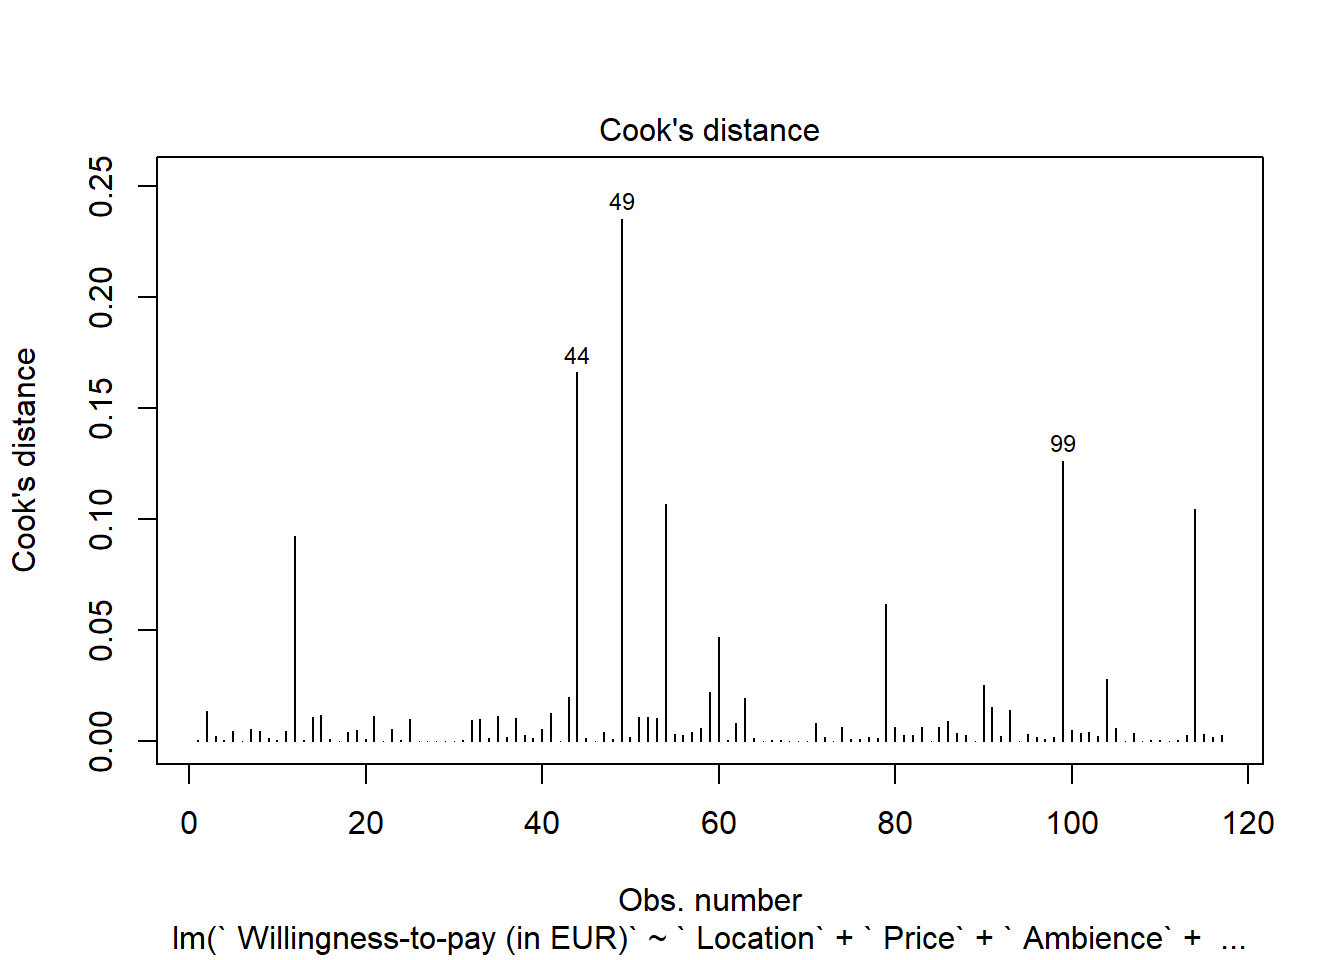 Cook's distance
0.25
0.20
0.15
0.10
0.05
0.00
Cook's distance
49
44
99
0 20 40 60 80 100 120
Obs. number
lm(` Willingness-to-pay (in EUR)` ~ ` Location` + ` Price` + ` Ambience` +  ...